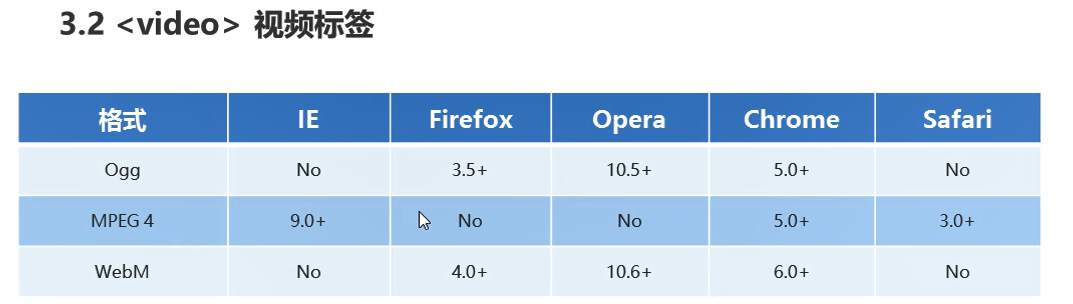 3.2 <video> 视频标签
格式 IE Firefox Opera Chrome Safari
Ogg No 3.5+ 10.5+ 5.0+ No
MPEG 4 9.0+ No No 5.0+ 3.0+
WebM No 4.0+ 10.6+ 6.0+ No